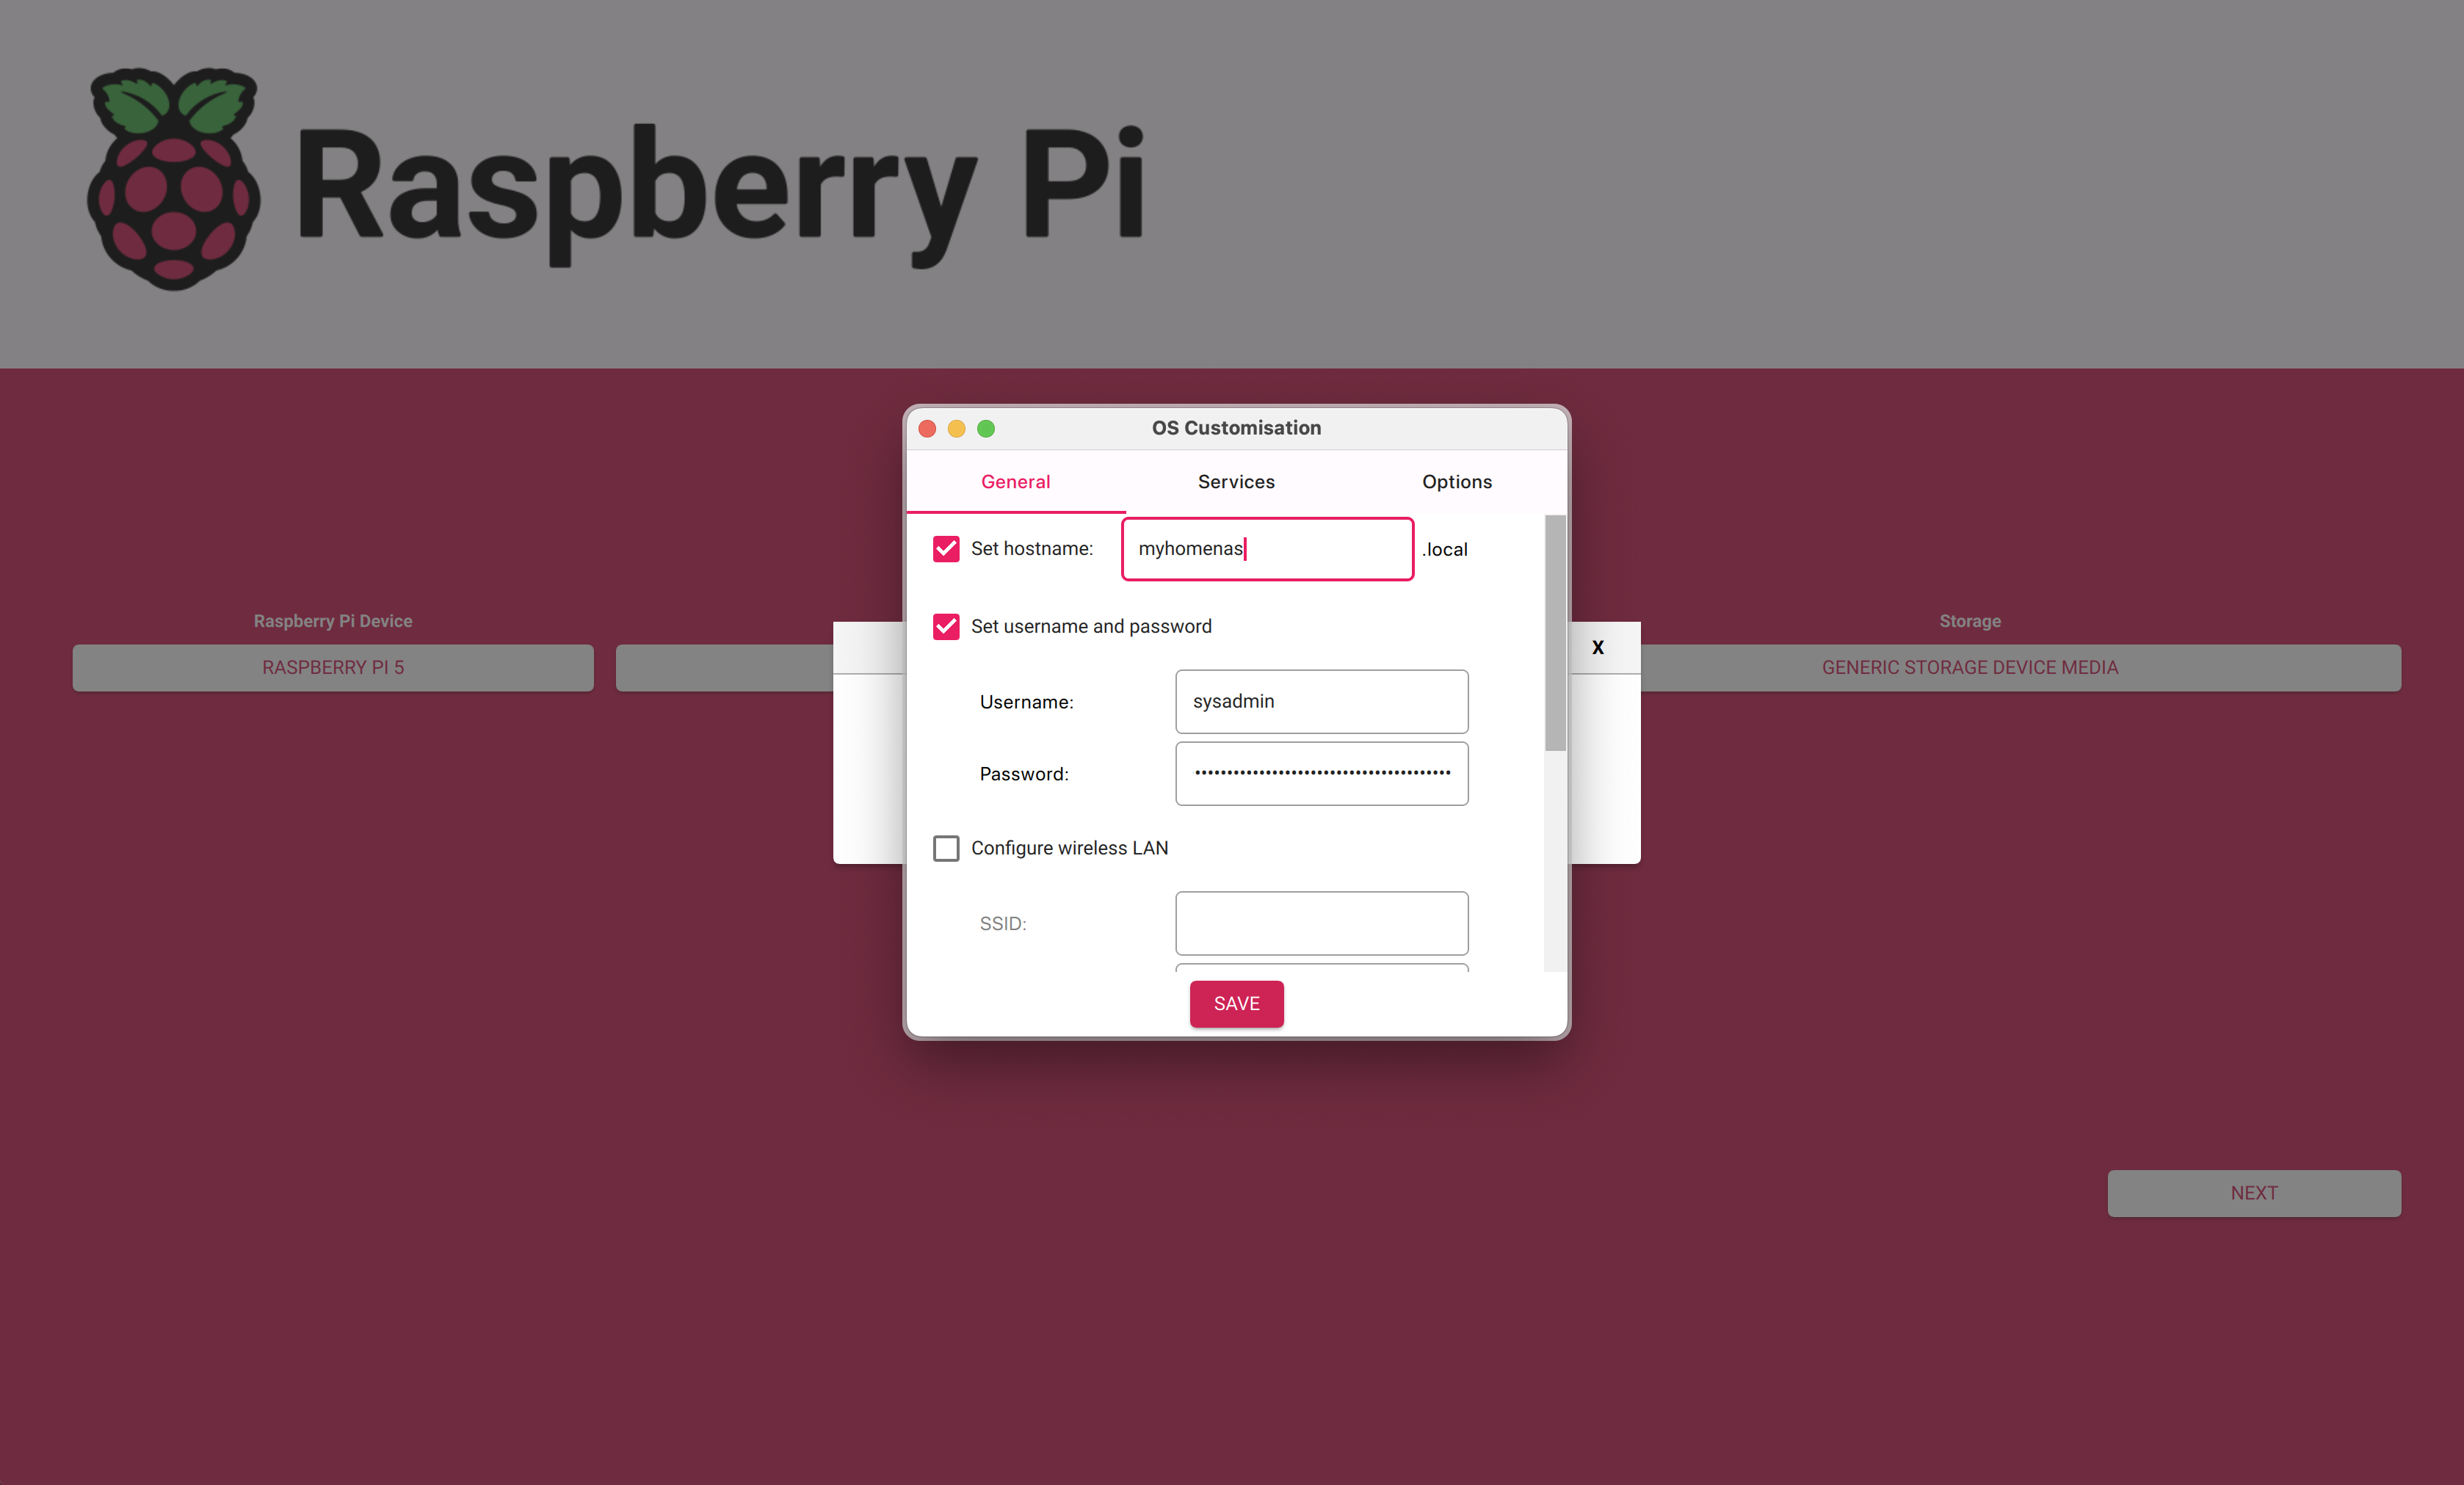 Raspberry Pi
OS Customisation
General Services Options
Set hostname: myhomenas .local
Set username and password
Raspberry Pi Device
Storage
RASPBERRY PI 5
X
GENERIC STORAGE DEVICE MEDIA
Username: sysadmin
Password: ••••••••••••••••••••••••••••••••••••••••
Configure wireless LAN
SSID:
SAVE
NEXT